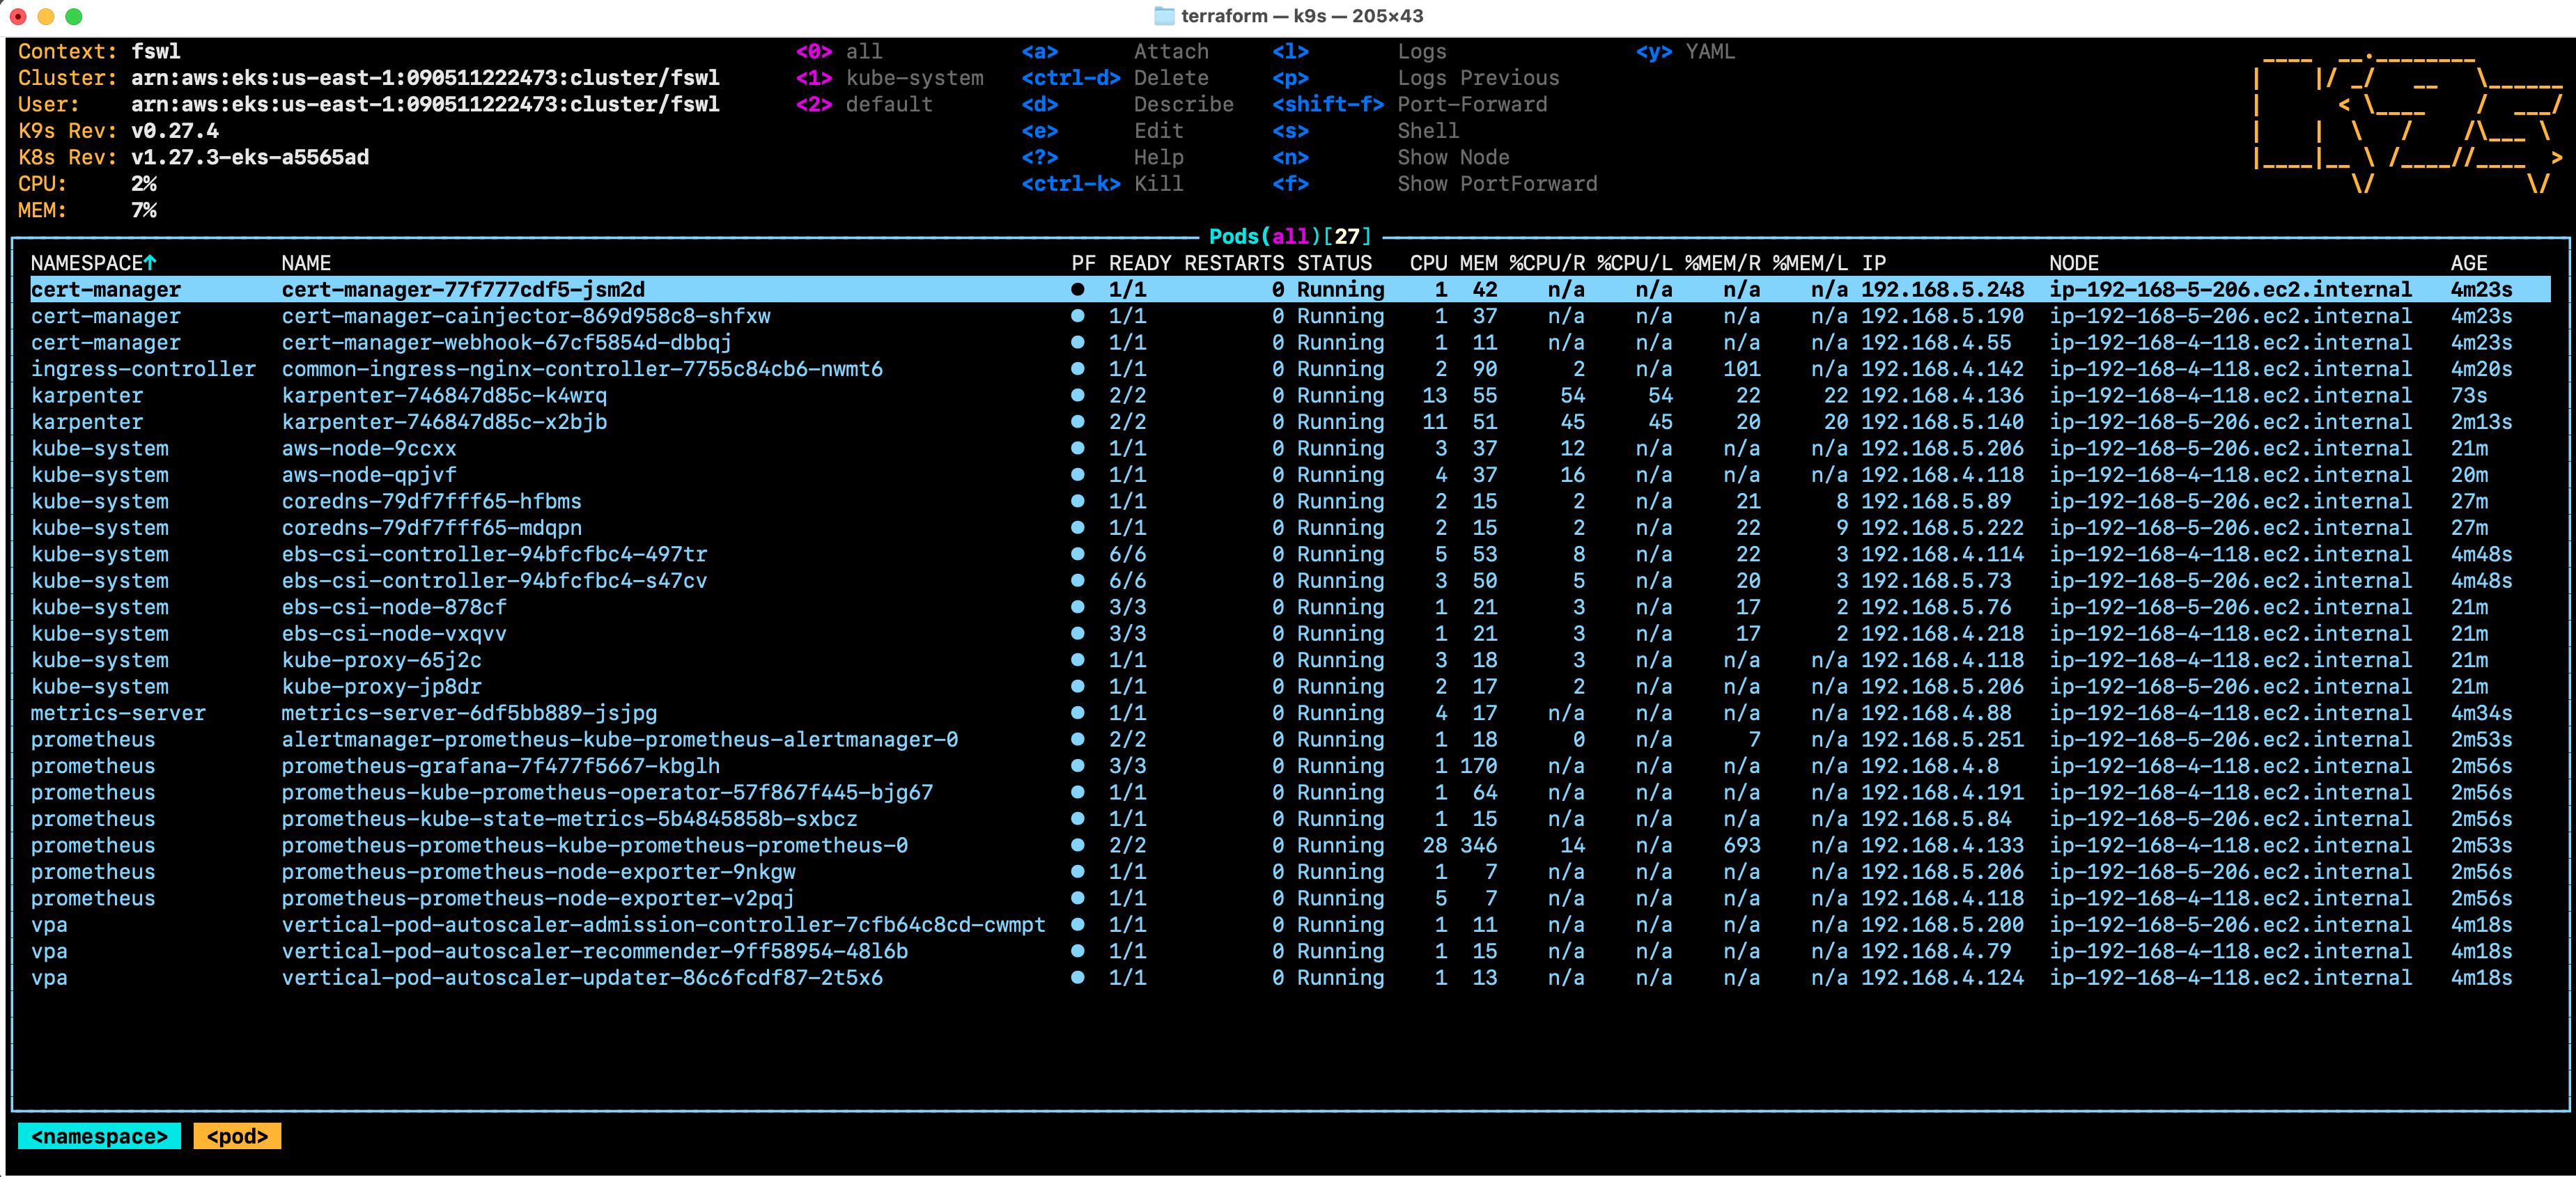 terraform — k9s — 205×43
Context: fswl <0> all <a> Attach <l> Logs <y> YAML
Cluster: arn:aws:eks:us-east-1:090511222473:cluster/fswl <1> kube-system <ctrl-d> Delete <p> Logs Previous
User: arn:aws:eks:us-east-1:090511222473:cluster/fswl <2> default <d> Describe <shift-f> Port-Forward
K9s Rev: v0.27.4 <e> Edit <s> Shell
K8s Rev: v1.27.3-eks-a5565ad <?> Help <n> Show Node
CPU: 2% <ctrl-k> Kill <f> Show PortForward
MEM: 7%
Pods(all)[27]
NAMESPACE↑ NAME PF READY RESTARTS STATUS CPU MEM %CPU/R %CPU/L %MEM/R %MEM/L IP NODE AGE
cert-manager cert-manager-77f777cdf5-jsm2d ● 1/1 0 Running 1 42 n/a n/a n/a n/a 192.168.5.248 ip-192-168-5-206.ec2.internal 4m23s
cert-manager cert-manager-cainjector-869d958c8-shfxw ● 1/1 0 Running 1 37 n/a n/a n/a n/a 192.168.5.190 ip-192-168-5-206.ec2.internal 4m23s
cert-manager cert-manager-webhook-67cf5854d-dbbqj ● 1/1 0 Running 1 11 n/a n/a n/a n/a 192.168.4.55 ip-192-168-4-118.ec2.internal 4m23s
ingress-controller common-ingress-nginx-controller-7755c84cb6-nwmt6 ● 1/1 0 Running 2 90 2 n/a 101 n/a 192.168.4.142 ip-192-168-4-118.ec2.internal 4m20s
karpenter karpenter-746847d85c-k4wrq ● 2/2 0 Running 13 55 54 54 22 22 192.168.4.136 ip-192-168-4-118.ec2.internal 73s
karpenter karpenter-746847d85c-x2bjb ● 2/2 0 Running 11 51 45 45 20 20 192.168.5.140 ip-192-168-5-206.ec2.internal 2m13s
kube-system aws-node-9ccxx ● 1/1 0 Running 3 37 12 n/a n/a n/a 192.168.5.206 ip-192-168-5-206.ec2.internal 21m
kube-system aws-node-qpjvf ● 1/1 0 Running 4 37 16 n/a n/a n/a 192.168.4.118 ip-192-168-4-118.ec2.internal 20m
kube-system coredns-79df7fff65-hfbms ● 1/1 0 Running 2 15 2 n/a 21 8 192.168.5.89 ip-192-168-5-206.ec2.internal 27m
kube-system coredns-79df7fff65-mdqpn ● 1/1 0 Running 2 15 2 n/a 22 9 192.168.5.222 ip-192-168-5-206.ec2.internal 27m
kube-system ebs-csi-controller-94bfcfbc4-497tr ● 6/6 0 Running 5 53 8 n/a 22 3 192.168.4.114 ip-192-168-4-118.ec2.internal 4m48s
kube-system ebs-csi-controller-94bfcfbc4-s47cv ● 6/6 0 Running 3 50 5 n/a 20 3 192.168.5.73 ip-192-168-5-206.ec2.internal 4m48s
kube-system ebs-csi-node-878cf ● 3/3 0 Running 1 21 3 n/a 17 2 192.168.5.76 ip-192-168-5-206.ec2.internal 21m
kube-system ebs-csi-node-vxqvv ● 3/3 0 Running 1 21 3 n/a 17 2 192.168.4.218 ip-192-168-4-118.ec2.internal 21m
kube-system kube-proxy-65j2c ● 1/1 0 Running 3 18 3 n/a n/a n/a 192.168.4.118 ip-192-168-4-118.ec2.internal 21m
kube-system kube-proxy-jp8dr ● 1/1 0 Running 2 17 2 n/a n/a n/a 192.168.5.206 ip-192-168-5-206.ec2.internal 21m
metrics-server metrics-server-6df5bb889-jsjpg ● 1/1 0 Running 4 17 n/a n/a n/a n/a 192.168.4.88 ip-192-168-4-118.ec2.internal 4m34s
prometheus alertmanager-prometheus-kube-prometheus-alertmanager-0 ● 2/2 0 Running 1 18 0 n/a 7 n/a 192.168.5.251 ip-192-168-5-206.ec2.internal 2m53s
prometheus prometheus-grafana-7f477f5667-kbglh ● 3/3 0 Running 1 170 n/a n/a n/a n/a 192.168.4.8 ip-192-168-4-118.ec2.internal 2m56s
prometheus prometheus-kube-prometheus-operator-57f867f445-bjg67 ● 1/1 0 Running 1 64 n/a n/a n/a n/a 192.168.4.191 ip-192-168-4-118.ec2.internal 2m56s
prometheus prometheus-kube-state-metrics-5b4845858b-sxbcz ● 1/1 0 Running 1 15 n/a n/a n/a n/a 192.168.5.84 ip-192-168-5-206.ec2.internal 2m56s
prometheus prometheus-prometheus-kube-prometheus-prometheus-0 ● 2/2 0 Running 28 346 14 n/a 693 n/a 192.168.4.133 ip-192-168-4-118.ec2.internal 2m53s
prometheus prometheus-prometheus-node-exporter-9nkgw ● 1/1 0 Running 1 7 n/a n/a n/a n/a 192.168.5.206 ip-192-168-5-206.ec2.internal 2m56s
prometheus prometheus-prometheus-node-exporter-v2pqj ● 1/1 0 Running 5 7 n/a n/a n/a n/a 192.168.4.118 ip-192-168-4-118.ec2.internal 2m56s
vpa vertical-pod-autoscaler-admission-controller-7cfb64c8cd-cwmpt ● 1/1 0 Running 1 11 n/a n/a n/a n/a 192.168.5.200 ip-192-168-5-206.ec2.internal 4m18s
vpa vertical-pod-autoscaler-recommender-9ff58954-48l6b ● 1/1 0 Running 1 15 n/a n/a n/a n/a 192.168.4.79 ip-192-168-4-118.ec2.internal 4m18s
vpa vertical-pod-autoscaler-updater-86c6fcdf87-2t5x6 ● 1/1 0 Running 1 13 n/a n/a n/a n/a 192.168.4.124 ip-192-168-4-118.ec2.internal 4m18s
<namespace> <pod>